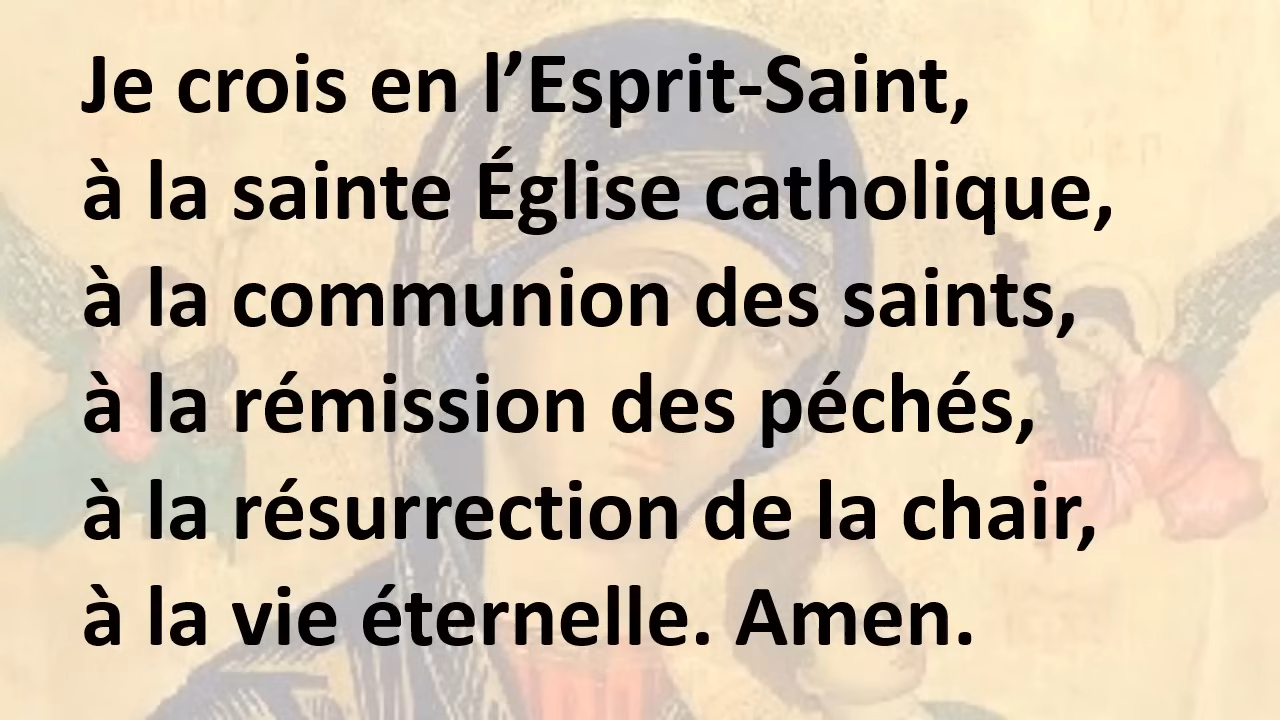 Je crois en l’Esprit-Saint,
à la sainte Église catholique,
à la communion des saints,
à la rémission des péchés,
à la résurrection de la chair,
à la vie éternelle. Amen.